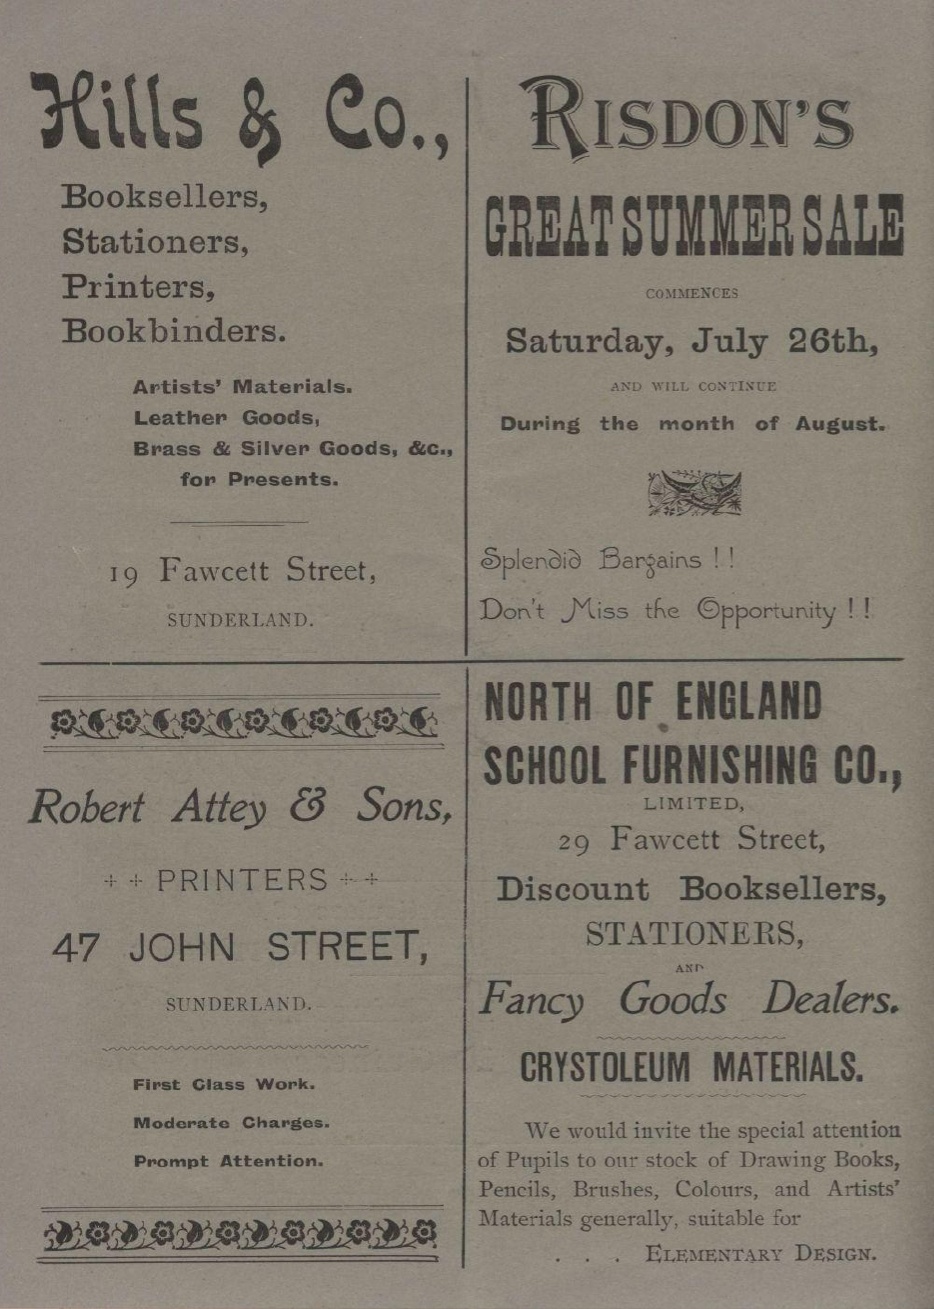 Hills & Co.,
Booksellers,
Stationers,
Printers,
Bookbinders.
Artists' Materials.
Leather Goods,
Brass & Silver Goods, &c.,
for Presents.
19 Fawcett Street,
SUNDERLAND.
RISDON'S
GREAT SUMMER SALE
COMMENCES
Saturday, July 26th,
AND WILL CONTINUE
During the month of August.
Splendid Bargains ! !
Don't Miss the Opportunity ! !
Robert Attey & Sons,
+ + PRINTERS + +
47 JOHN STREET,
SUNDERLAND.
First Class Work.
Moderate Charges.
Prompt Attention.
NORTH OF ENGLAND
SCHOOL FURNISHING CO.,
LIMITED,
29 Fawcett Street,
Discount Booksellers,
STATIONERS,
AND
Fancy Goods Dealers.
CRYSTOLEUM MATERIALS.
We would invite the special attention
of Pupils to our stock of Drawing Books,
Pencils, Brushes, Colours, and Artists'
Materials generally, suitable for
. . . ELEMENTARY DESIGN.